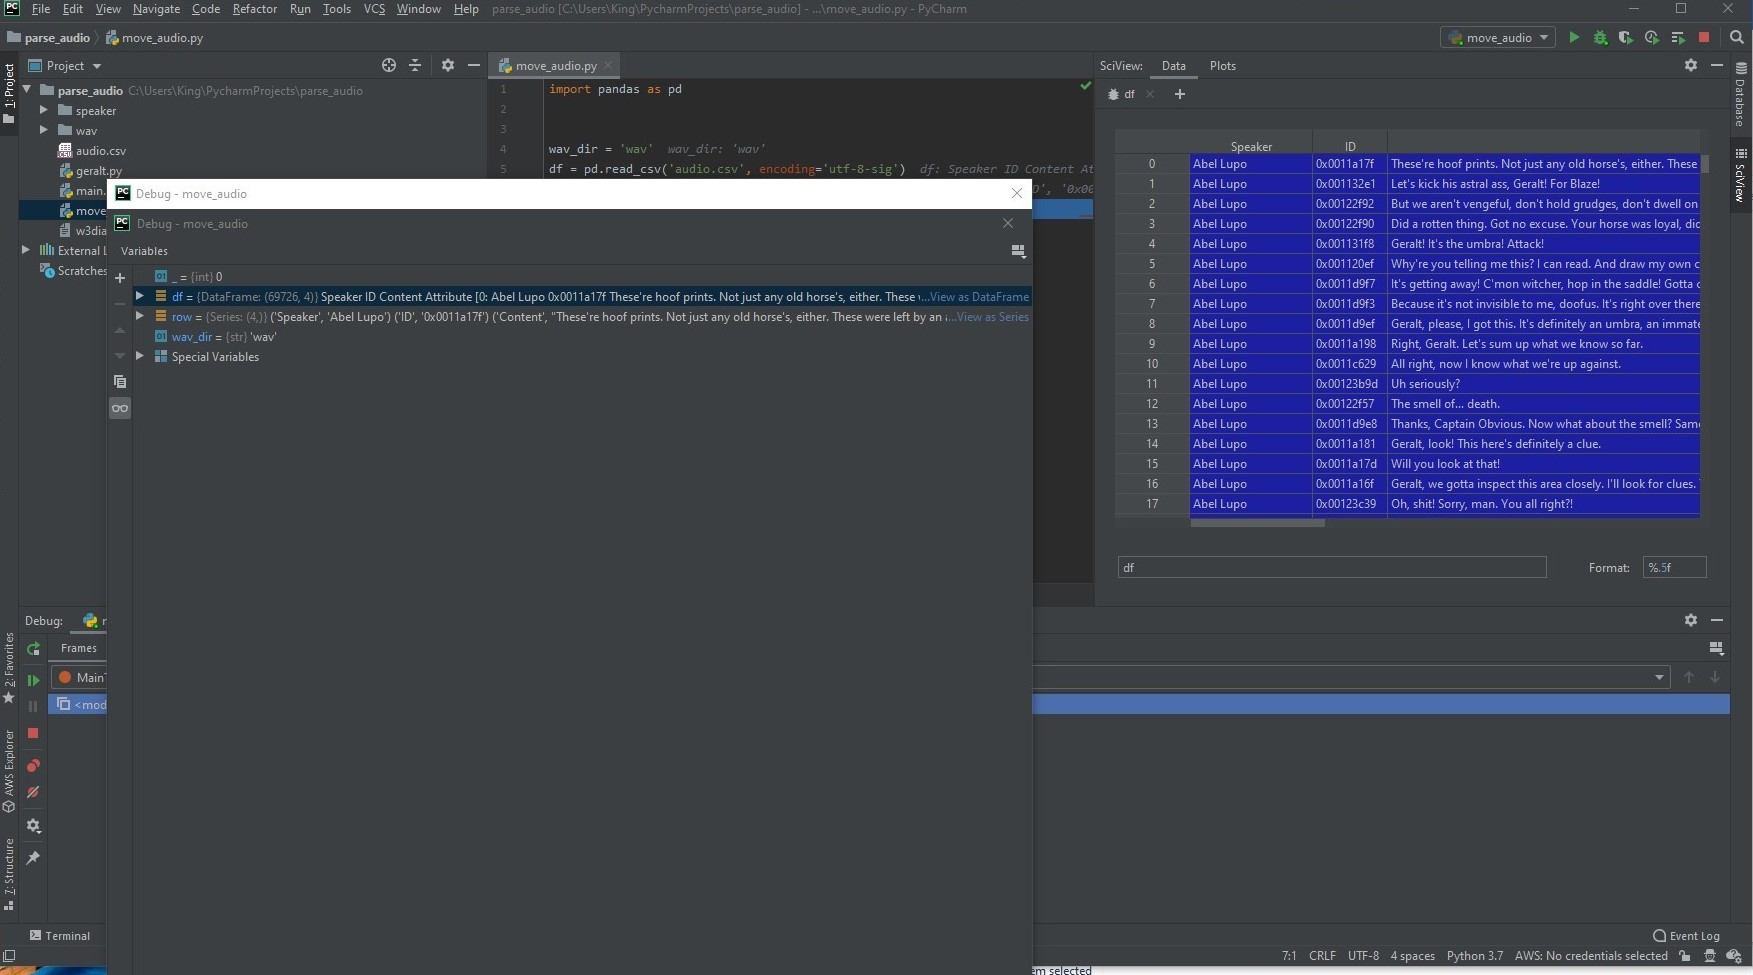 File Edit View Navigate Code Refactor Run Tools VCS Window Help parse_audio [C:\Users\King\PycharmProjects\parse_audio] - ...\move_audio.py - PyCharm
parse_audio move_audio.py move_audio
1: Project
Project
parse_audio C:\Users\King\PycharmProjects\parse_audio
speaker
wav
audio.csv
geralt.py
main.
move
w3dia
External L
Scratches
move_audio.py
1 import pandas as pd
2
3
4 wav_dir = 'wav' wav_dir: 'wav'
5 df = pd.read_csv('audio.csv', encoding='utf-8-sig') df: Speaker ID Content At
D', '0x00
SciView: Data Plots
df
Speaker ID
0 Abel Lupo 0x0011a17f These're hoof prints. Not just any old horse's, either. These
1 Abel Lupo 0x001132e1 Let's kick his astral ass, Geralt! For Blaze!
2 Abel Lupo 0x00122f92 But we aren't vengeful, don't hold grudges, don't dwell on
3 Abel Lupo 0x00122f90 Did a rotten thing. Got no excuse. Your horse was loyal, dic
4 Abel Lupo 0x001131f8 Geralt! It's the umbra! Attack!
5 Abel Lupo 0x001120ef Why're you telling me this? I can read. And draw my own c
6 Abel Lupo 0x0011d9f7 It's getting away! C'mon witcher, hop in the saddle! Gotta c
7 Abel Lupo 0x0011d9f3 Because it's not invisible to me, doofus. It's right over there
8 Abel Lupo 0x0011d9ef Geralt, please, I got this. It's definitely an umbra, an immate
9 Abel Lupo 0x0011a198 Right, Geralt. Let's sum up what we know so far.
10 Abel Lupo 0x0011c629 All right, now I know what we're up against.
11 Abel Lupo 0x00123b9d Uh seriously?
12 Abel Lupo 0x00122f57 The smell of... death.
13 Abel Lupo 0x0011d9e8 Thanks, Captain Obvious. Now what about the smell? Same
14 Abel Lupo 0x0011a181 Geralt, look! This here's definitely a clue.
15 Abel Lupo 0x0011a17d Will you look at that!
16 Abel Lupo 0x0011a16f Geralt, we gotta inspect this area closely. I'll look for clues.
17 Abel Lupo 0x00123c39 Oh, shit! Sorry, man. You all right?!
df Format: %.5f
Database
SciView
Debug - move_audio
Debug - move_audio
Variables
_ = {int} 0
df = {DataFrame: (69726, 4)} Speaker ID Content Attribute [0: Abel Lupo 0x0011a17f These're hoof prints. Not just any old horse's, either. These ...View as DataFrame
row = {Series: (4,)} ('Speaker', 'Abel Lupo') ('ID', '0x0011a17f') ('Content', "These're hoof prints. Not just any old horse's, either. These were left by an ...View as Series
wav_dir = {str} 'wav'
Special Variables
Debug:
Frames
MainT
<mod
2: Favorites
AWS Explorer
7: Structure
Terminal Event Log
7:1 CRLF UTF-8 4 spaces Python 3.7 AWS: No credentials selected
em selected